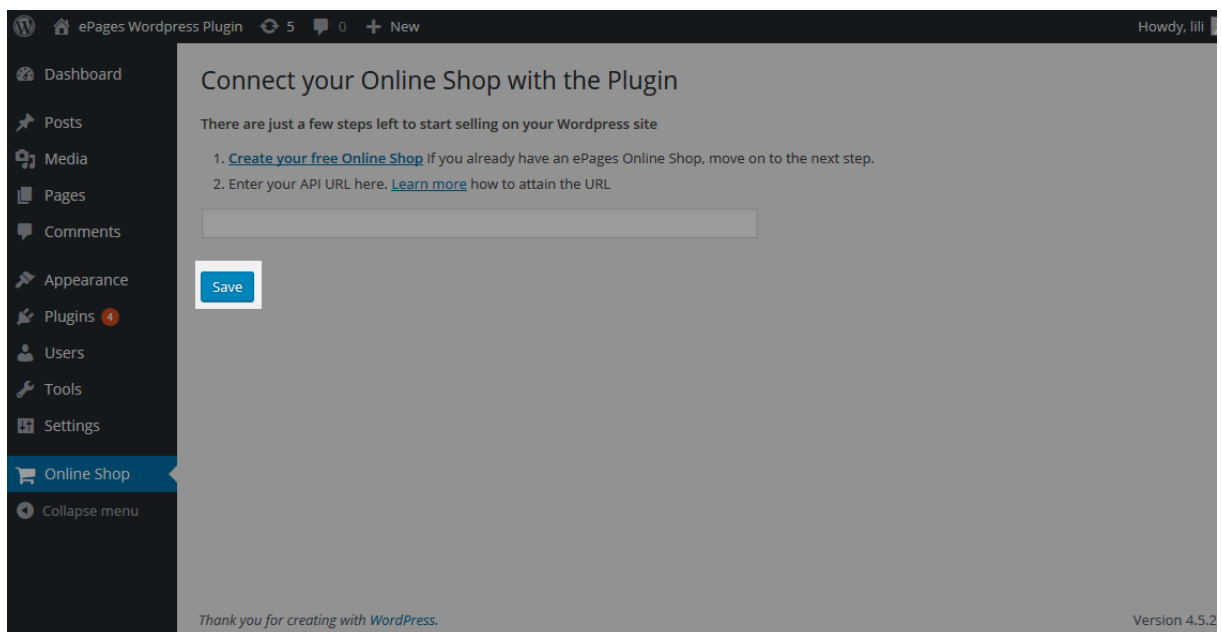 ePages Wordpress Plugin 5 0 New Howdy, lili
Dashboard
Posts
Media
Pages
Comments
Appearance
Plugins 4
Users
Tools
Settings
Online Shop
Collapse menu
Connect your Online Shop with the Plugin
There are just a few steps left to start selling on your Wordpress site
1. Create your free Online Shop If you already have an ePages Online Shop, move on to the next step.
2. Enter your API URL here. Learn more how to attain the URL
Save
Thank you for creating with WordPress. Version 4.5.2